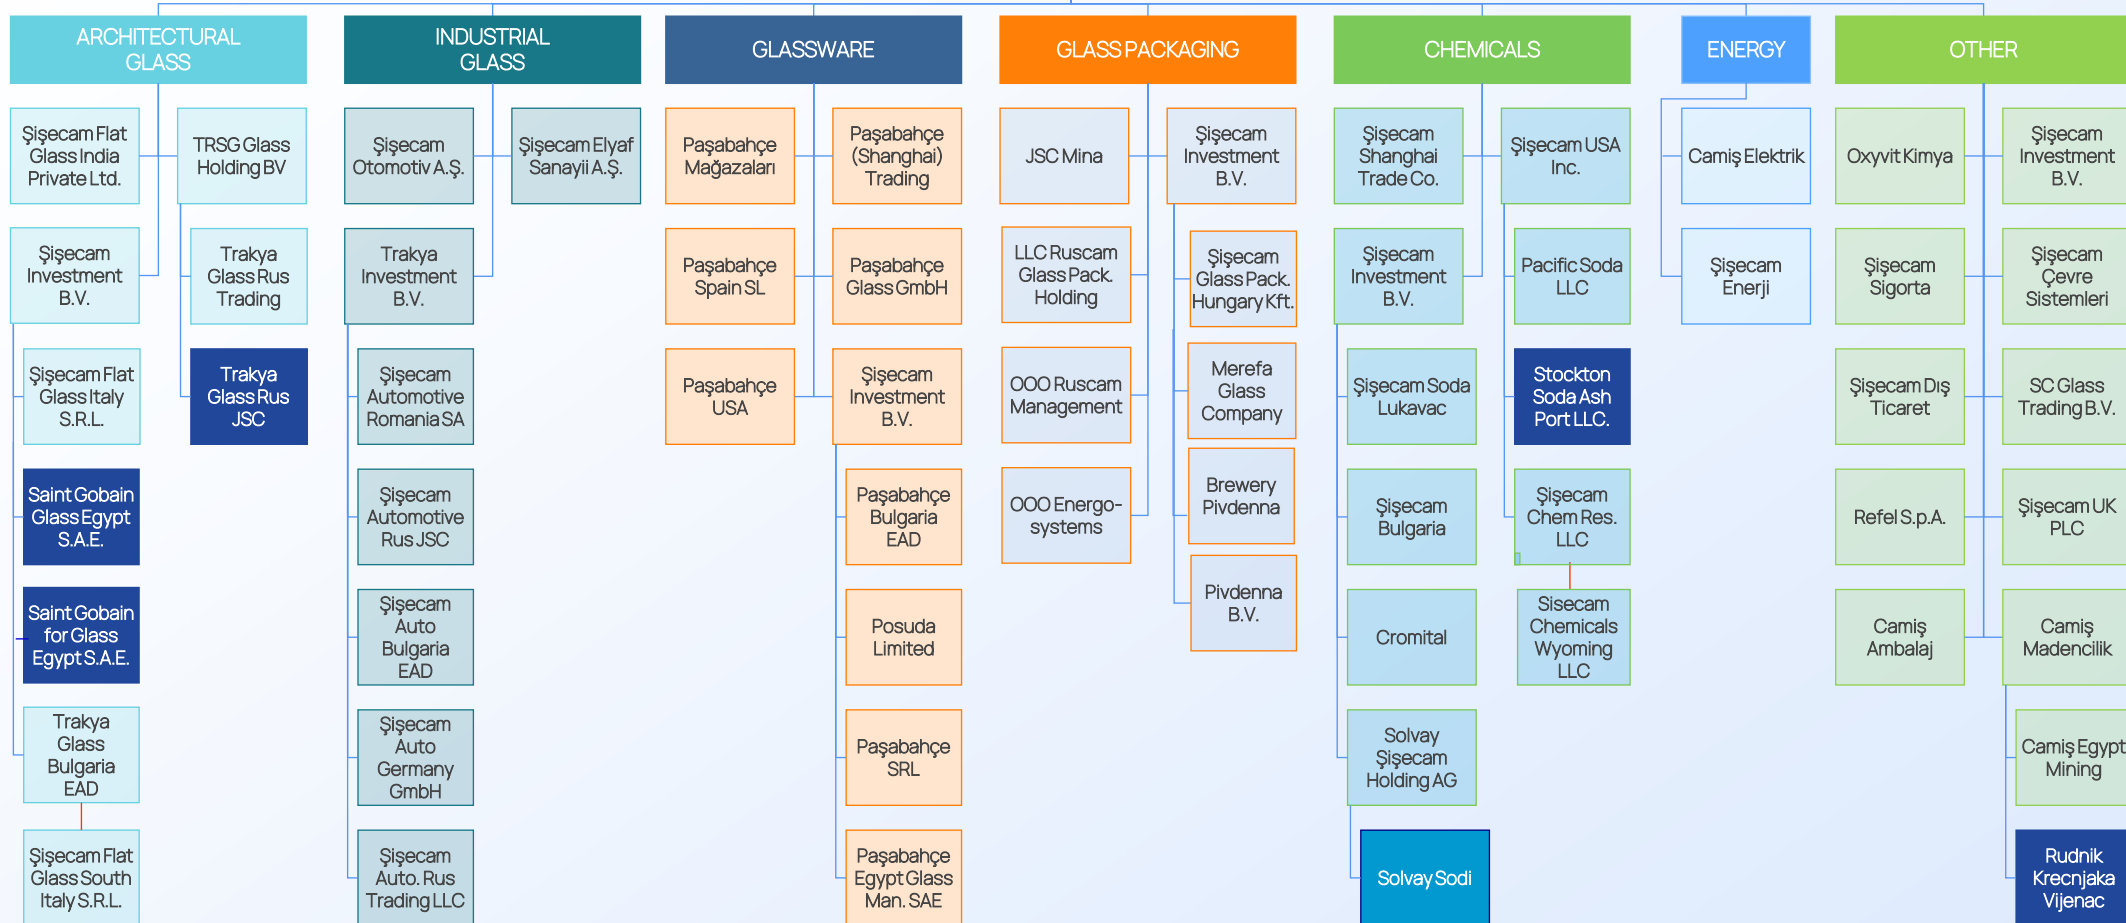 ARCHITECTURAL
GLASS
INDUSTRIAL
GLASS
GLASSWARE
GLASS PACKAGING
CHEMICALS
ENERGY
OTHER
Şişecam Flat
Glass India
Private Ltd.
TRSG Glass
Holding BV
Şişecam
Investment
B.V.
Trakya
Glass Rus
Trading
Şişecam Flat
Glass Italy
S.R.L.
Trakya
Glass Rus
JSC
Saint Gobain
Glass Egypt
S.A.E.
Saint Gobain
for Glass
Egypt S.A.E.
Trakya
Glass
Bulgaria
EAD
Şişecam Flat
Glass South
Italy S.R.L.
Şişecam
Otomotiv A.Ş.
Şişecam Elyaf
Sanayii A.Ş.
Trakya
Investment
B.V.
Şişecam
Automotive
Romania SA
Şişecam
Automotive
Rus JSC
Şişecam
Auto
Bulgaria
EAD
Şişecam
Auto
Germany
GmbH
Şişecam
Auto. Rus
Trading LLC
Paşabahçe
Mağazaları
Paşabahçe
(Shanghai)
Trading
Paşabahçe
Spain SL
Paşabahçe
Glass GmbH
Paşabahçe
USA
Şişecam
Investment
B.V.
Paşabahçe
Bulgaria
EAD
Posuda
Limited
Paşabahçe
SRL
Paşabahçe
Egypt Glass
Man. SAE
JSC Mina
Şişecam
Investment
B.V.
LLC Ruscam
Glass Pack.
Holding
Şişecam
Glass Pack.
Hungary Kft.
OOO Ruscam
Management
Merefa
Glass
Company
OOO Energo-
systems
Brewery
Pivdenna
Pivdenna
B.V.
Şişecam
Shanghai
Trade Co.
Şişecam USA
Inc.
Şişecam
Investment
B.V.
Pacific Soda
LLC
Şişecam Soda
Lukavac
Stockton
Soda Ash
Port LLC.
Şişecam
Bulgaria
Şişecam
Chem Res.
LLC
Cromital
Sisecam
Chemicals
Wyoming
LLC
Solvay
Şişecam
Holding AG
Solvay Sodi
Camiş Elektrik
Şişecam
Enerji
Oxyvit Kimya
Şişecam
Investment
B.V.
Şişecam
Sigorta
Şişecam
Çevre
Sistemleri
Şişecam Dış
Ticaret
SC Glass
Trading B.V.
Refel S.p.A.
Şişecam UK
PLC
Camiş
Ambalaj
Camiş
Madencilik
Camiş Egypt
Mining
Rudnik
Krecnjaka
Vijenac